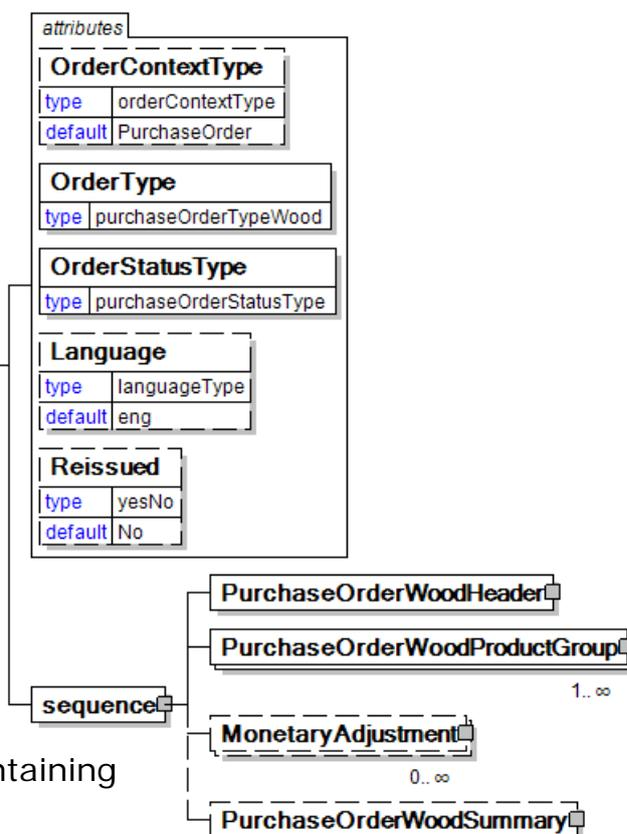 attributes
OrderContextType
type orderContextType
default PurchaseOrder
OrderType
type purchaseOrderTypeWood
OrderStatusType
type purchaseOrderStatusType
Language
type languageType
default eng
Reissued
type yesNo
default No
PurchaseOrderWoodHeader
PurchaseOrderWoodProductGroup
1..∞
sequence
MonetaryAdjustment
0..∞
ntaining
PurchaseOrderWoodSummary